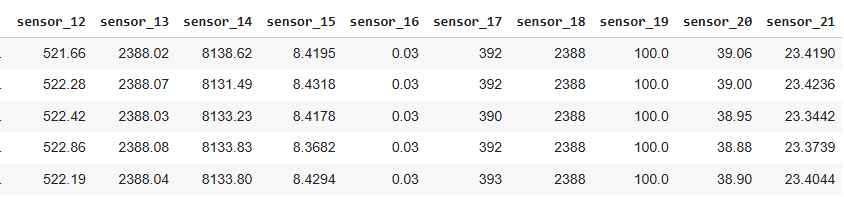 sensor_12 sensor_13 sensor_14 sensor_15 sensor_16 sensor_17 sensor_18 sensor_19 sensor_20 sensor_21
521.66 2388.02 8138.62 8.4195 0.03 392 2388 100.0 39.06 23.4190
522.28 2388.07 8131.49 8.4318 0.03 392 2388 100.0 39.00 23.4236
522.42 2388.03 8133.23 8.4178 0.03 390 2388 100.0 38.95 23.3442
522.86 2388.08 8133.83 8.3682 0.03 392 2388 100.0 38.88 23.3739
522.19 2388.04 8133.80 8.4294 0.03 393 2388 100.0 38.90 23.4044